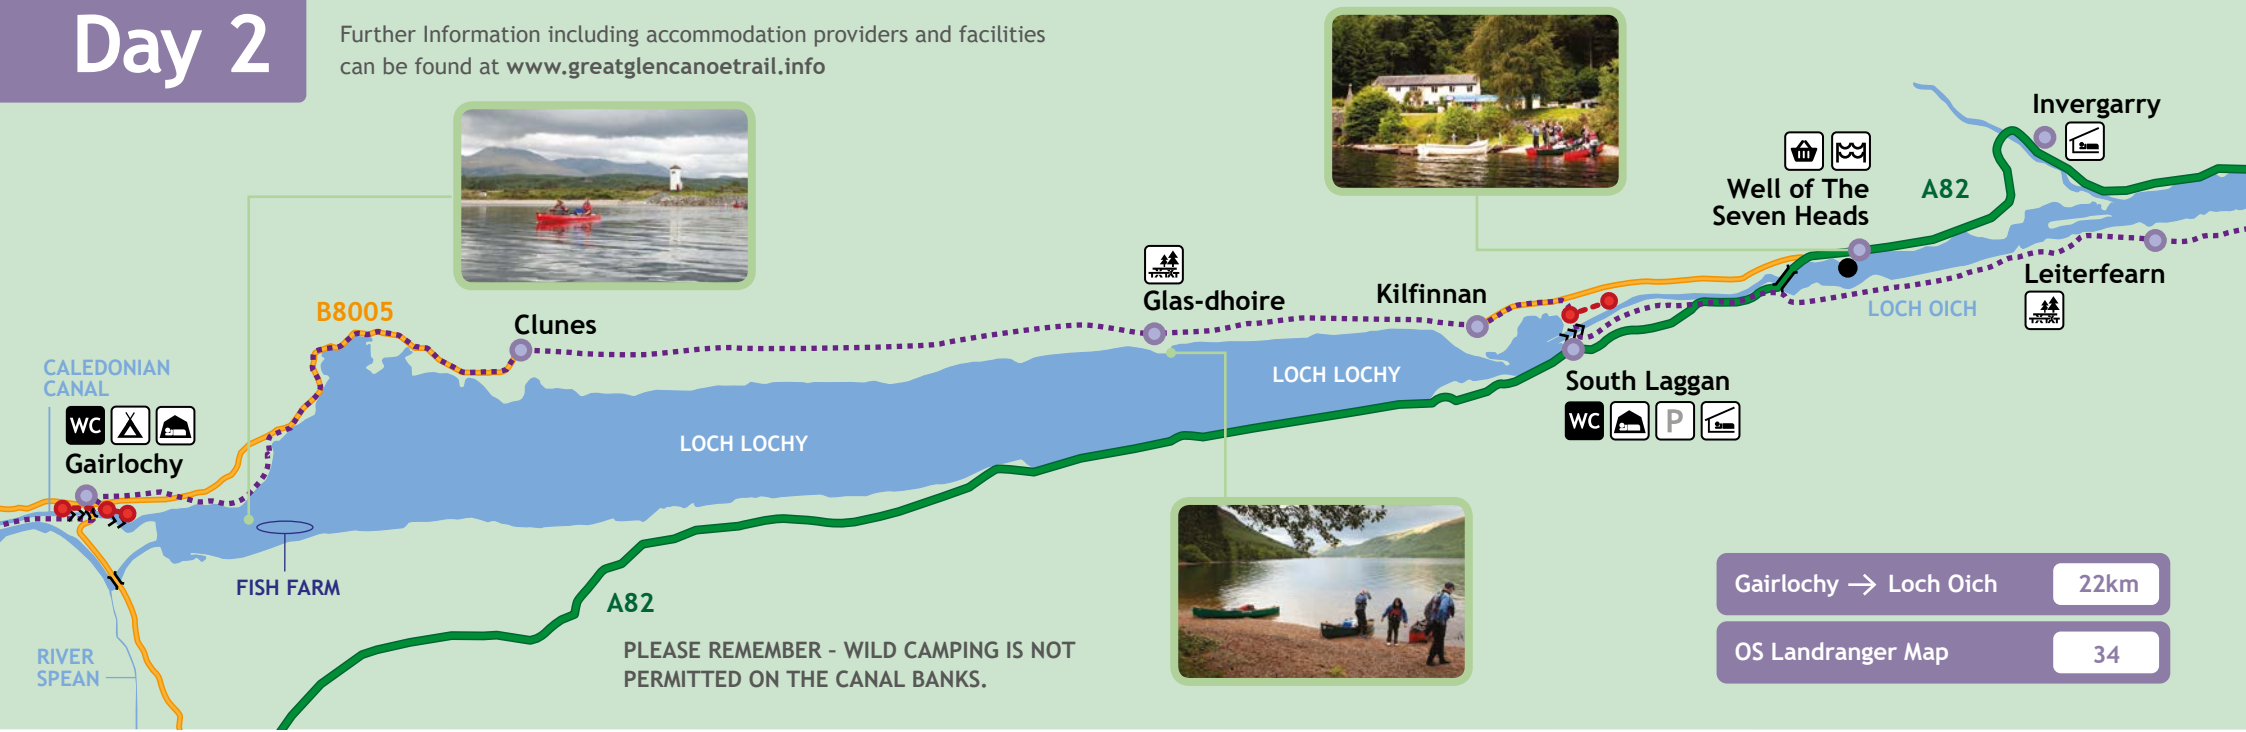 Day 2
Further Information including accommodation providers and facilities
can be found at www.greatglencanoetrail.info
Invergarry
Well of The
Seven Heads
A82
Glas-dhoire
Kilfinnan
Leiterfearn
LOCH OICH
B8005
Clunes
CALEDONIAN
CANAL
WC
Gairlochy
LOCH LOCHY
South Laggan
WC
P
LOCH LOCHY
FISH FARM
A82
RIVER
SPEAN
PLEASE REMEMBER - WILD CAMPING IS NOT
PERMITTED ON THE CANAL BANKS.
Gairlochy → Loch Oich 22km
OS Landranger Map 34